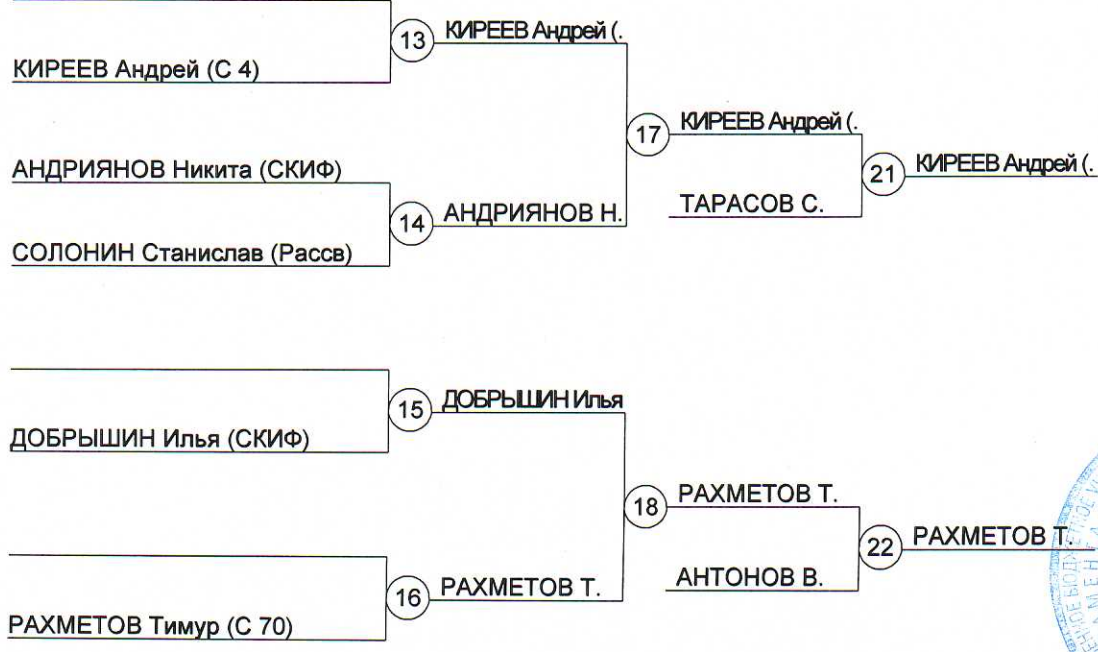 13 КИРЕЕВ Андрей (.
КИРЕЕВ Андрей (С 4)
17 КИРЕЕВ Андрей (.
АНДРИЯНОВ Никита (СКИФ)
21 КИРЕЕВ Андрей (.
14 АНДРИЯНОВ Н.
ТАРАСОВ С.
СОЛОНИН Станислав (Рассв)
15 ДОБРЫШИН Илья
ДОБРЫШИН Илья (СКИФ)
18 РАХМЕТОВ Т.
22 РАХМЕТОВ Т.
АНТОНОВ В.
16 РАХМЕТОВ Т.
РАХМЕТОВ Тимур (С 70)